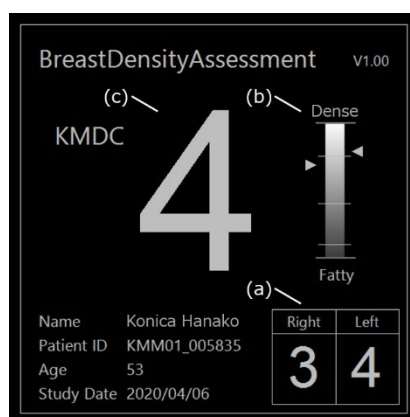 BreastDensityAssessment V1.00
(c) (b)
Dense
KMDC 4
Fatty
(a)
Name Konica Hanako
Patient ID KMM01_005835
Age 53
Study Date 2020/04/06
Right Left
3 4